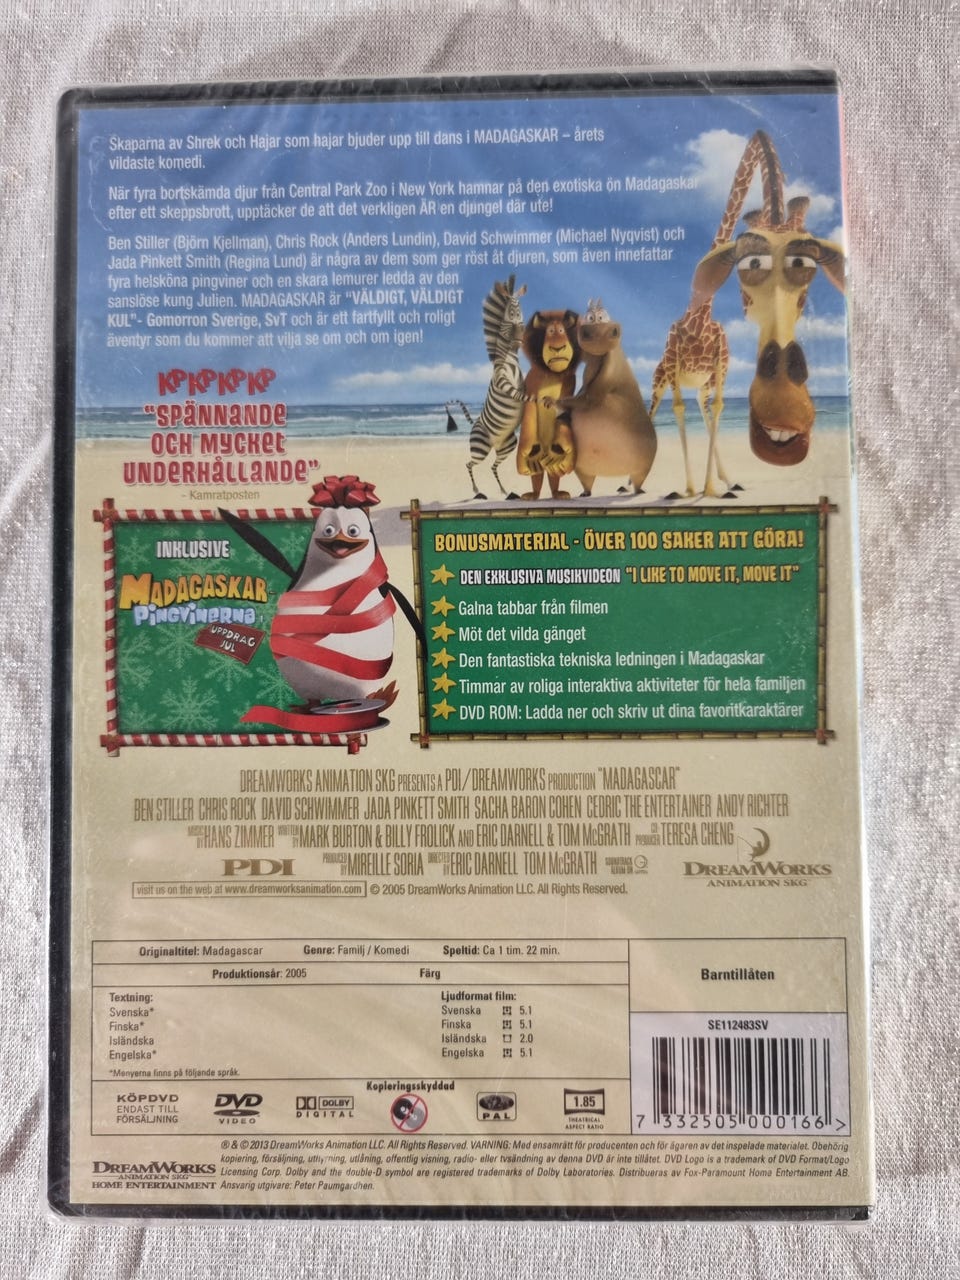 Skaparna av Shrek och Hajar som hajar bjuder upp till dans i MADAGASKAR – årets
vildaste komedi.
När fyra bortskämda djur från Central Park Zoo i New York hamnar på den exotiska ön Madagaskar
efter ett skeppsbrott, upptäcker de att det verkligen ÄR en djungel där ute!
Ben Stiller (Björn Kjellman), Chris Rock (Anders Lundin), David Schwimmer (Michael Nyqvist) och
Jada Pinkett Smith (Regina Lund) är några av dem som ger röst åt djuren, som även innefattar
fyra helsköna pingviner och en skara lemurer ledda av den
sanslöse kung Julien. MADAGASKAR är "VÄLDIGT, VÄLDIGT
KUL"- Gomorron Sverige, SvT och är ett fartfyllt och roligt
äventyr som du kommer att vilja se om och om igen!
KP KP KP KP
"SPÄNNANDE
OCH MYCKET
UNDERHÅLLANDE"
- Kamratposten
INKLUSIVE
MADAGASKAR
PINGVINERNA
UPPDRAG
JUL
BONUSMATERIAL - ÖVER 100 SAKER ATT GÖRA!
DEN EXKLUSIVA MUSIKVIDEON "I LIKE TO MOVE IT, MOVE IT"
Galna tabbar från filmen
Möt det vilda gänget
Den fantastiska tekniska ledningen i Madagaskar
Timmar av roliga interaktiva aktiviteter för hela familjen
DVD ROM: Ladda ner och skriv ut dina favoritkaraktärer
DREAMWORKS ANIMATION SKG PRESENTS A PDI/DREAMWORKS PRODUCTION "MADAGASCAR"
BEN STILLER CHRIS ROCK DAVID SCHWIMMER JADA PINKETT SMITH SACHA BARON COHEN CEDRIC THE ENTERTAINER ANDY RICHTER
MUSIC BY HANS ZIMMER WRITTEN BY MARK BURTON & BILLY FROLICK AND ERIC DARNELL & TOM McGRATH CO PRODUCER TERESA CHENG
PDI PRODUCED BY MIREILLE SORIA DIRECTED BY ERIC DARNELL TOM McGRATH SOUNDTRACK ALBUM ON DREAMWORKS
ANIMATION SKG
visit us on the web at www.dreamworksanimation.com © 2005 DreamWorks Animation LLC. All Rights Reserved.
Originaltitel: Madagascar Genre: Familj / Komedi Speltid: Ca 1 tim. 22 min.
Produktionsår: 2005 Färg
Barntillåten
Textning: Ljudformat film:
Svenska* Svenska 5.1
Finska* Finska 5.1
Isländska Isländska 2.0
Engelska* Engelska 5.1
*Menyerna finns på följande språk.
SE112483SV
Kopieringsskyddad
KÖPDVD
ENDAST TILL
FÖRSÄLJNING
DVD
VIDEO
DOLBY
DIGITAL
PAL
1.85
THEATRICAL
ASPECT RATIO
7 332505 000166 >
® & © 2013 DreamWorks Animation LLC. All Rights Reserved. VARNING: Med ensamrätt för producenten och för ägaren av det inspelade materialet. Obehörig
kopiering, försäljning, uthyrning, utlåning, offentlig visning, radio- eller tvsändning av denna DVD är inte tillåtet. DVD Logo is a trademark of DVD Format/Logo
Licensing Corp. Dolby and the double-D symbol are registered trademarks of Dolby Laboratories. Distribueras av Fox-Paramount Home Entertainment AB.
Ansvarig utgivare: Peter Paumgardhen.
DREAMWORKS
ANIMATION SKG
HOME ENTERTAINMENT